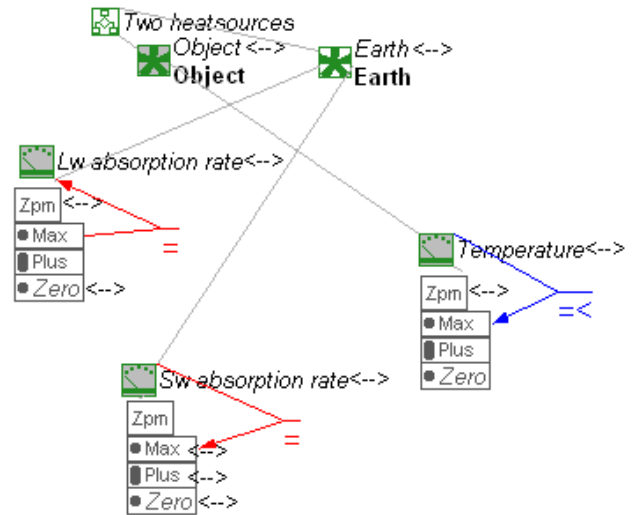 Two heatsources
Object <-->
Object
Earth <-->
Earth
Lw absorption rate<-->
Zpm <-->
Max
Plus
Zero <-->
=
Temperature<-->
Zpm <-->
Max
Plus
Zero
=<
Sw absorption rate<-->
Zpm
Max <-->
Plus <-->
Zero <-->
=